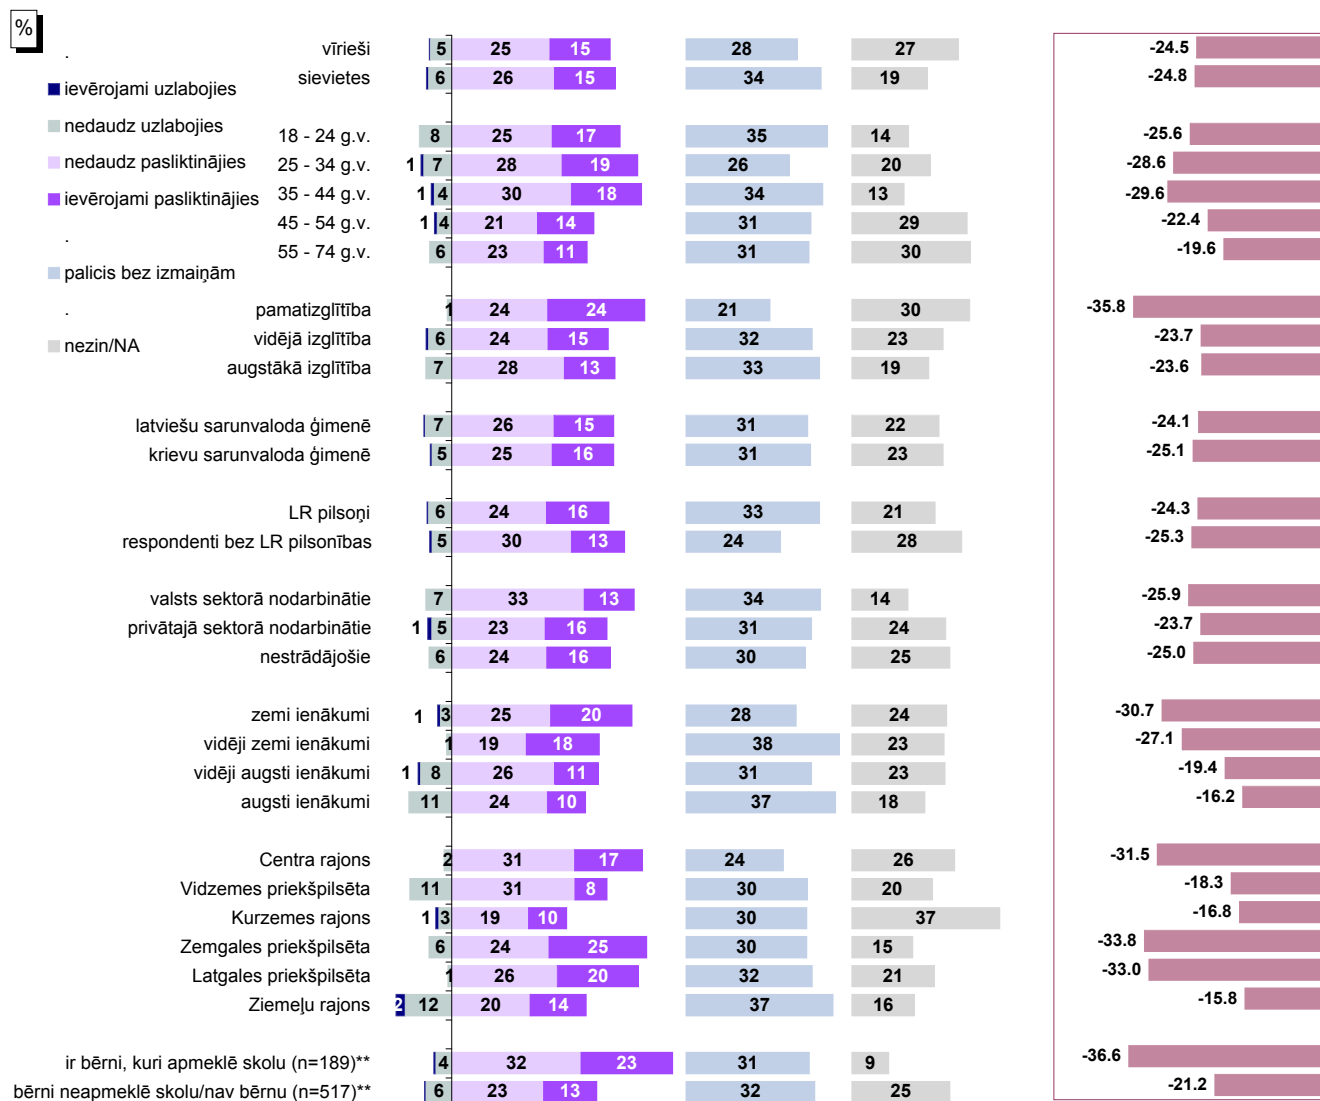 %
.
ievērojami uzlabojies
nedaudz uzlabojies
nedaudz pasliktinājies
ievērojami pasliktinājies
.
palicis bez izmaiņām
.
nezin/NA
vīrieši 5 25 15 28 27 -24.5
sievietes 6 26 15 34 19 -24.8
18 - 24 g.v. 8 25 17 35 14 -25.6
25 - 34 g.v. 1 7 28 19 26 20 -28.6
35 - 44 g.v. 1 4 30 18 34 13 -29.6
45 - 54 g.v. 1 4 21 14 31 29 -22.4
55 - 74 g.v. 6 23 11 31 30 -19.6
pamatizglītība 1 24 24 21 30 -35.8
vidējā izglītība 6 24 15 32 23 -23.7
augstākā izglītība 7 28 13 33 19 -23.6
latviešu sarunvaloda ģimenē 7 26 15 31 22 -24.1
krievu sarunvaloda ģimenē 5 25 16 31 23 -25.1
LR pilsoņi 6 24 16 33 21 -24.3
respondenti bez LR pilsonības 5 30 13 24 28 -25.3
valsts sektorā nodarbinātie 7 33 13 34 14 -25.9
privātajā sektorā nodarbinātie 1 5 23 16 31 24 -23.7
nestrādājošie 6 24 16 30 25 -25.0
zemi ienākumi 1 3 25 20 28 24 -30.7
vidēji zemi ienākumi 1 19 18 38 23 -27.1
vidēji augsti ienākumi 1 8 26 11 31 23 -19.4
augsti ienākumi 11 24 10 37 18 -16.2
Centra rajons 2 31 17 24 26 -31.5
Vidzemes priekšpilsēta 11 31 8 30 20 -18.3
Kurzemes rajons 1 3 19 10 30 37 -16.8
Zemgales priekšpilsēta 6 24 25 30 15 -33.8
Latgales priekšpilsēta 1 26 20 32 21 -33.0
Ziemeļu rajons 2 12 20 14 37 16 -15.8
ir bērni, kuri apmeklē skolu (n=189)** 4 32 23 31 9 -36.6
bērni neapmeklē skolu/nav bērnu (n=517)** 6 23 13 32 25 -21.2